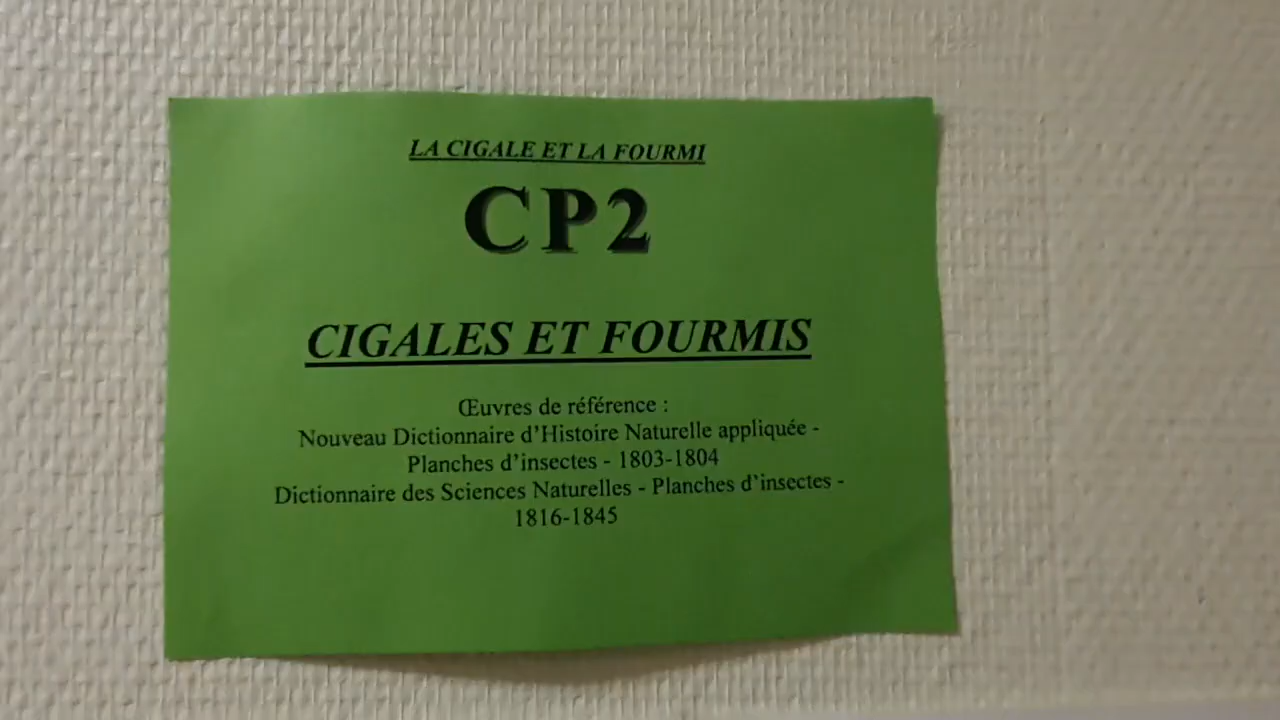 LA CIGALE ET LA FOURMI
CP2
CIGALES ET FOURMIS
Œuvres de référence :
Nouveau Dictionnaire d’Histoire Naturelle appliquée -
Planches d’insectes - 1803-1804
Dictionnaire des Sciences Naturelles - Planches d’insectes -
1816-1845